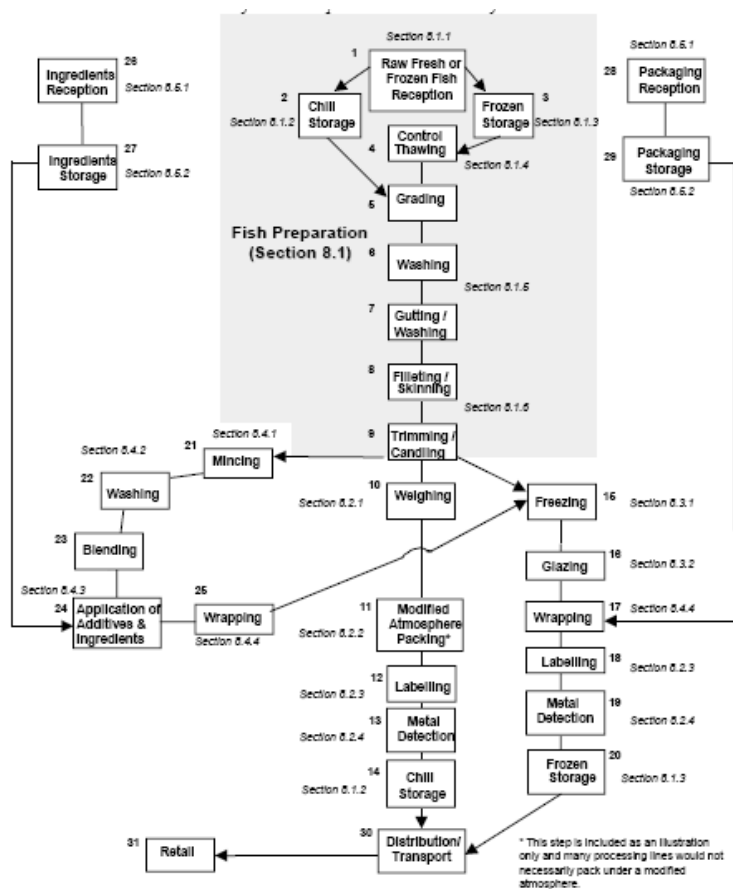 Section 8.1.1
1
Raw Fresh or
Frozen Fish
Reception
2
Chill
Storage
Section 8.1.2
3
Frozen
Storage
Section 8.1.3
4
Control
Thawing
Section 8.1.4
5
Grading
Fish Preparation
(Section 8.1)
6
Washing
Section 8.1.5
7
Gutting /
Washing
8
Filleting /
Skinning
Section 8.1.6
9
Trimming /
Candling
26
Ingredients
Reception
Section 8.5.1
27
Ingredients
Storage
Section 8.5.2
Section 8.5.1
28
Packaging
Reception
29
Packaging
Storage
Section 8.5.2
Section 8.4.1
21
Mincing
Section 8.4.2
22
Washing
23
Blending
Section 8.4.3
24
Application of
Additives &
Ingredients
25
Wrapping
Section 8.4.4
10
Weighing
Section 8.2.1
11
Modified
Atmosphere
Packing*
Section 8.2.2
12
Labelling
Section 8.2.3
13
Metal
Detection
Section 8.2.4
14
Chill
Storage
Section 8.1.2
15
Freezing
Section 8.3.1
16
Glazing
Section 8.3.2
17
Wrapping
Section 8.4.4
18
Labelling
Section 8.2.3
19
Metal
Detection
Section 8.2.4
20
Frozen
Storage
Section 8.1.3
30
Distribution/
Transport
31
Retail
* This step is included as an illustration
only and many processing lines would not
necessarily pack under a modified
atmosphere.